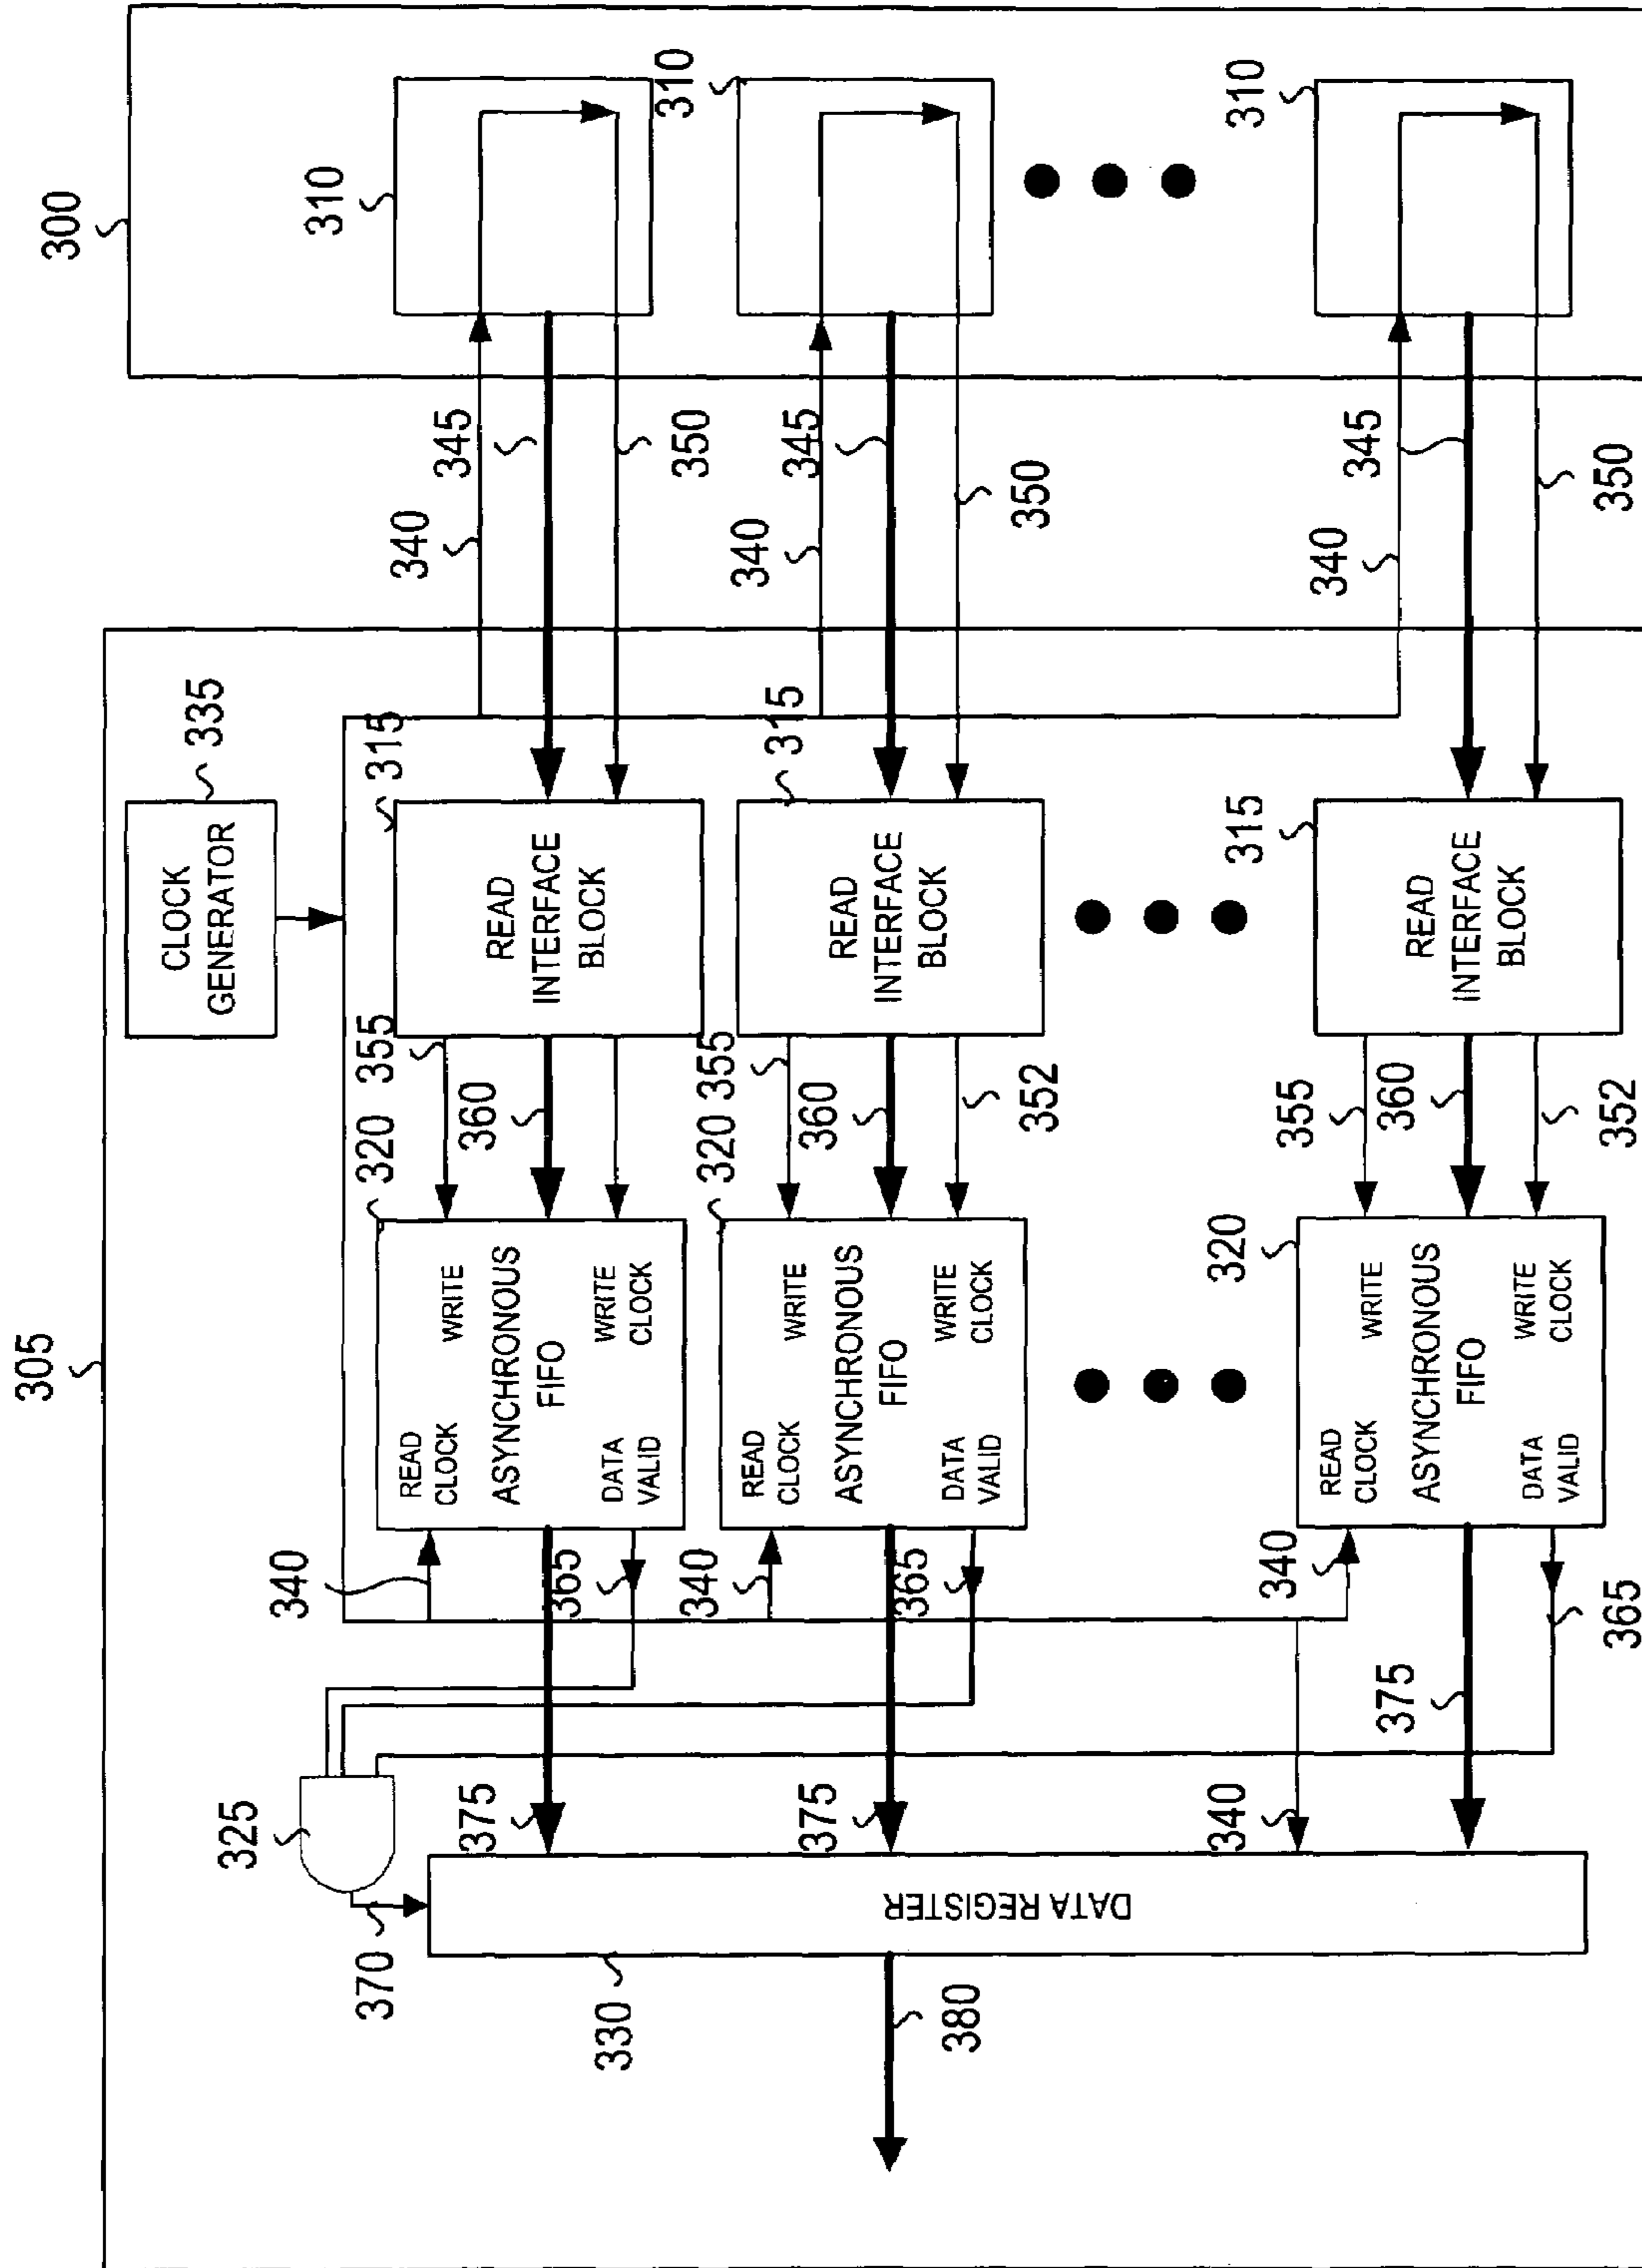 305
300
CLOCK
GENERATOR
335
325
370
330
380
DATA REGISTER
340
320
355
315
310
READ
CLOCK
WRITE
ASYNCHRONOUS
FIFO
DATA
VALID
WRITE
CLOCK
READ
INTERFACE
BLOCK
375
365
360
340
345
350
340
320
355
315
310
READ
CLOCK
WRITE
ASYNCHRONOUS
FIFO
DATA
VALID
WRITE
CLOCK
READ
INTERFACE
BLOCK
375
365
360
352
340
345
350
340
340
320
355
315
310
READ
CLOCK
WRITE
ASYNCHRONOUS
FIFO
DATA
VALID
WRITE
CLOCK
READ
INTERFACE
BLOCK
375
365
360
352
340
345
350